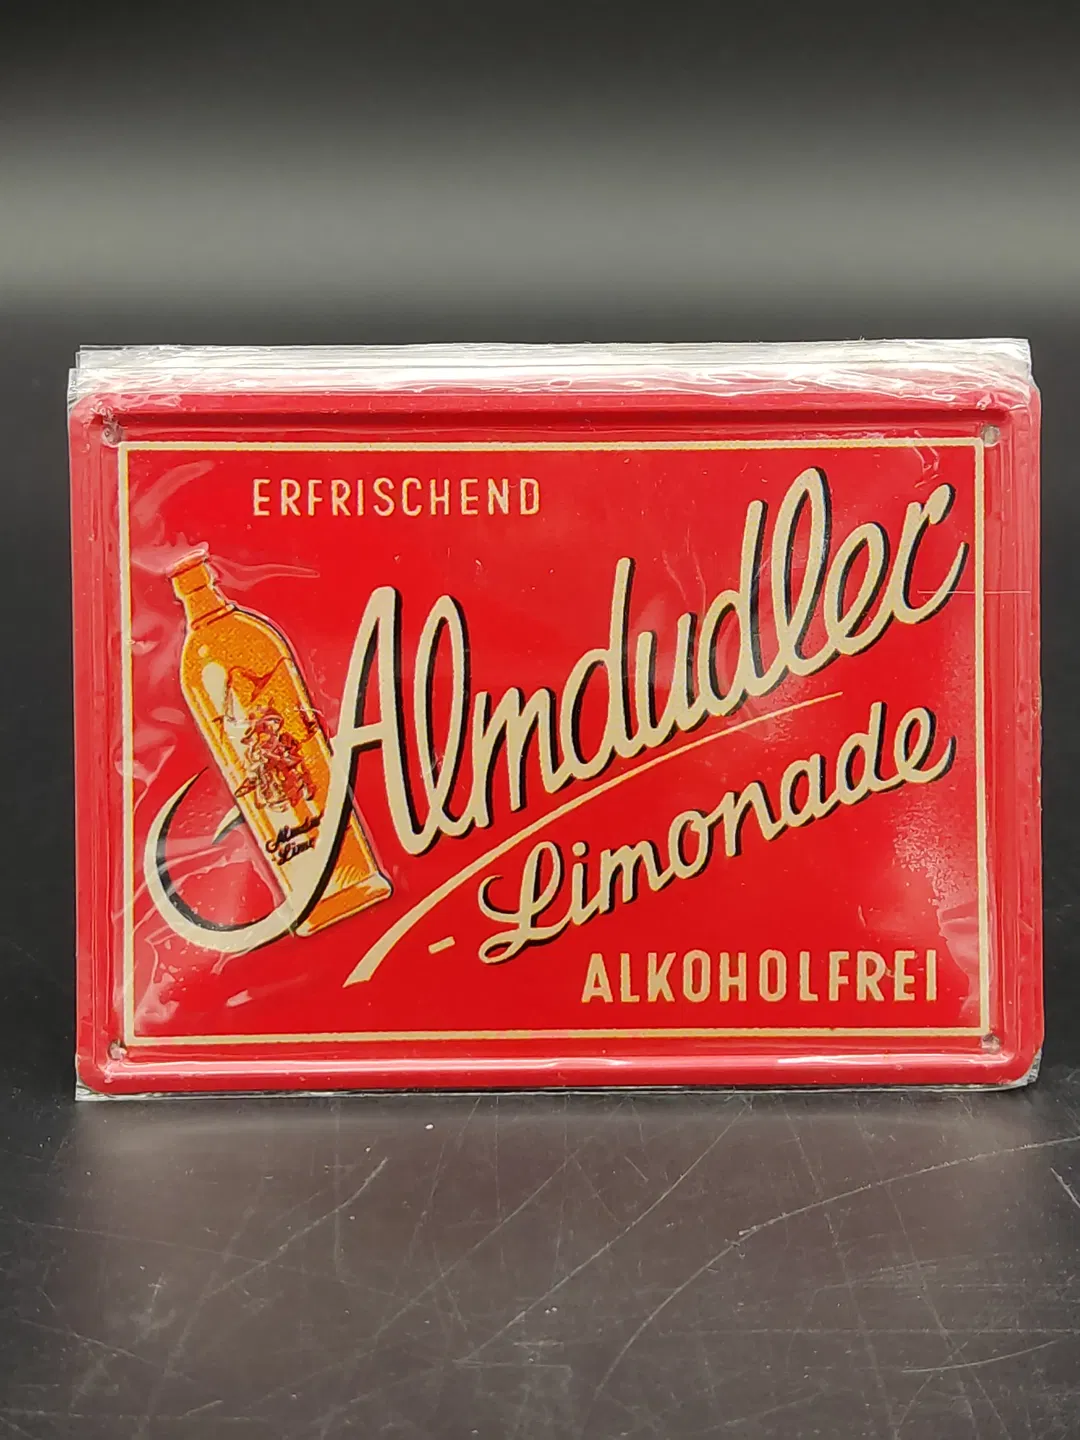 ERFRISCHEND
Almdudler
-Limonade
ALKOHOLFREI